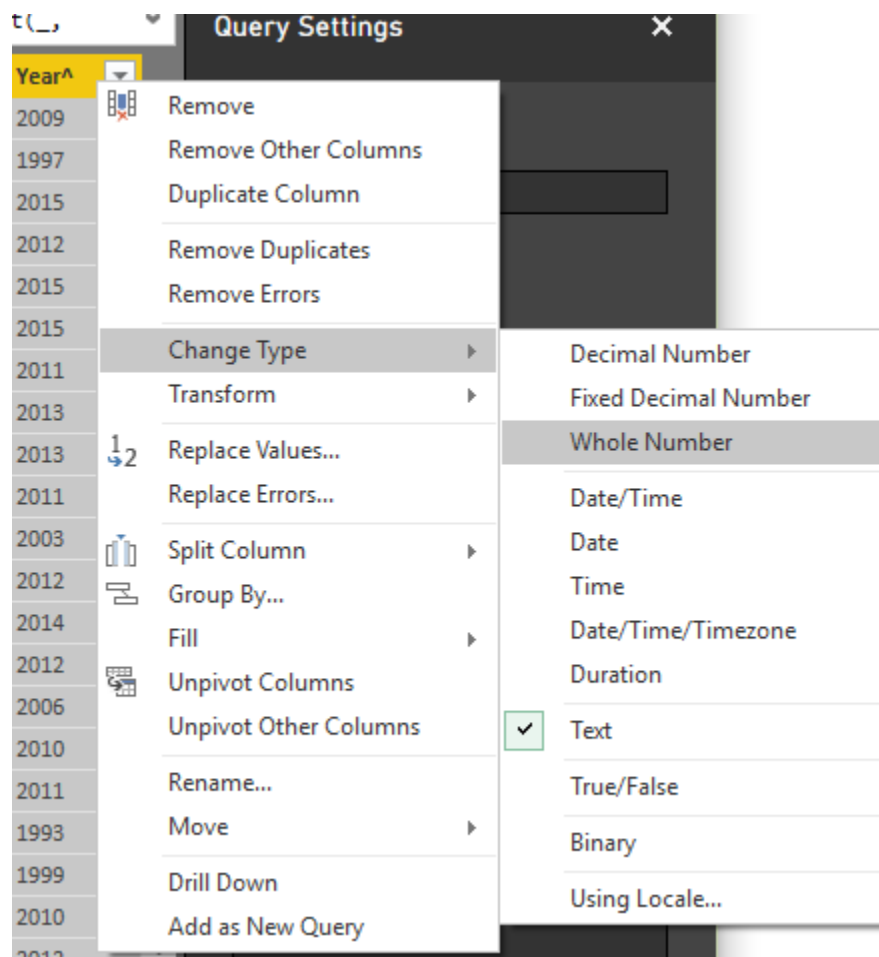 t(_,
Query Settings
Year^
2009
1997
2015
2012
2015
2015
2011
2013
2013
2011
2003
2012
2014
2012
2006
2010
2011
1993
1999
2010
Remove
Remove Other Columns
Duplicate Column
Remove Duplicates
Remove Errors
Change Type
Transform
Replace Values...
Replace Errors...
Split Column
Group By...
Fill
Unpivot Columns
Unpivot Other Columns
Rename...
Move
Drill Down
Add as New Query
Decimal Number
Fixed Decimal Number
Whole Number
Date/Time
Date
Time
Date/Time/Timezone
Duration
Text
True/False
Binary
Using Locale...